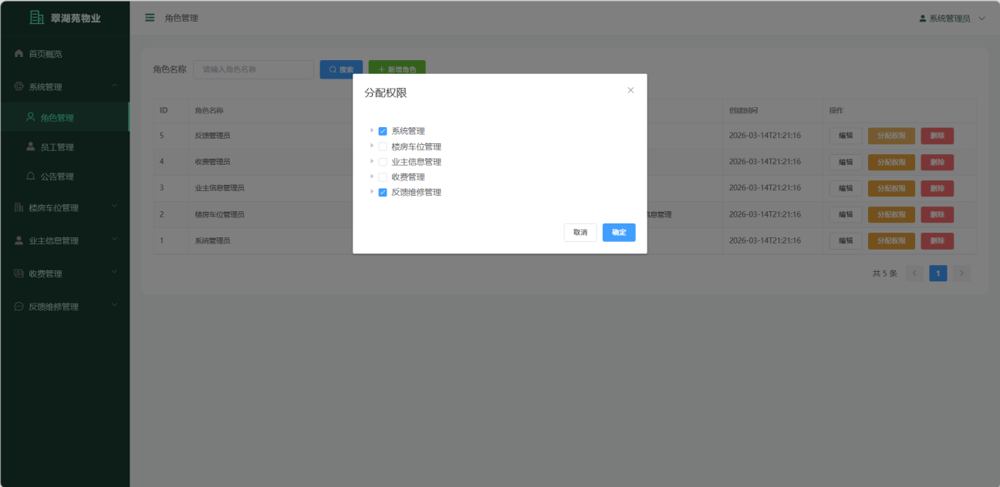 翠湖苑物业
角色管理
系统管理员
首页概览
系统管理
角色管理
员工管理
公告管理
楼房车位管理
业主信息管理
收费管理
反馈维修管理
角色名称 请输入角色名称 搜索 新增角色
ID 角色名称 创建时间 操作
5 反馈管理员 2026-03-14T21:21:16 编辑 分配权限 删除
4 收费管理员 2026-03-14T21:21:16 编辑 分配权限 删除
3 业主信息管理员 2026-03-14T21:21:16 编辑 分配权限 删除
2 楼房车位管理员 信息管理 2026-03-14T21:21:16 编辑 分配权限 删除
1 系统管理员 2026-03-14T21:21:16 编辑 分配权限 删除
共 5 条 1
分配权限
系统管理
楼房车位管理
业主信息管理
收费管理
反馈维修管理
取消 确定